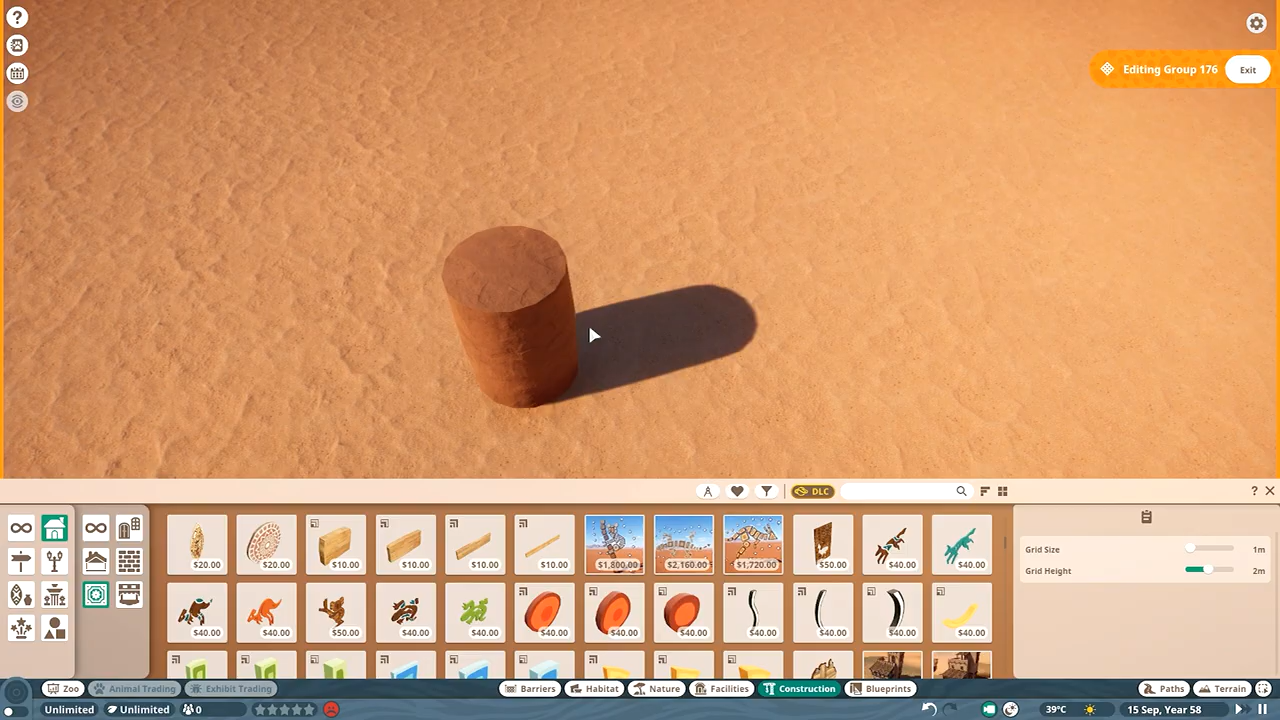 ?
Editing Group 176
Exit
DLC
? ×
$20.00 $20.00 $10.00 $10.00 $10.00 $10.00 $1,800.00 $2,160.00 $1,720.00 $50.00 $40.00 $40.00
$40.00 $40.00 $50.00 $40.00 $40.00 $40.00 $40.00 $40.00 $40.00 $40.00 $40.00 $40.00
Grid Size 1m
Grid Height 2m
Zoo Animal Trading Exhibit Trading Barriers Habitat Nature Facilities Construction Blueprints Paths Terrain
Unlimited Unlimited 0 39°C 15 Sep, Year 58